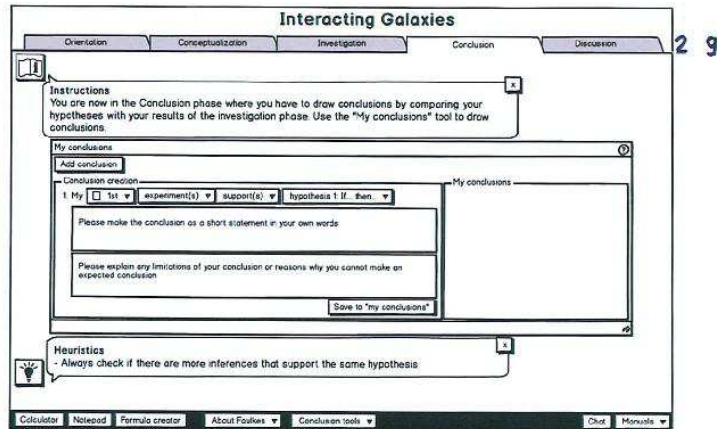 Interacting Galaxies
Orientation Conceptualization Investigation Conclusion Discussion
2 9
Instructions
You are now in the Conclusion phase where you have to draw conclusions by comparing your
hypotheses with your results of the investigation phase. Use the "My conclusions" tool to draw
conclusions.
x
My conclusions ?
Add conclusion
Conclusion creation
My conclusions
1. My 1st experiment(s) support(s) hypothesis 1: If... then..
Please make the conclusion as a short statement in your own words
Please explain any limitations of your conclusion or reasons why you cannot make an
expected conclusion
Save to "my conclusions"
Heuristics
- Always check if there are more inferences that support the same hypothesis
x
Calculator Notepad Formula creator About Faulkes Conclusion tools Chat Manuals